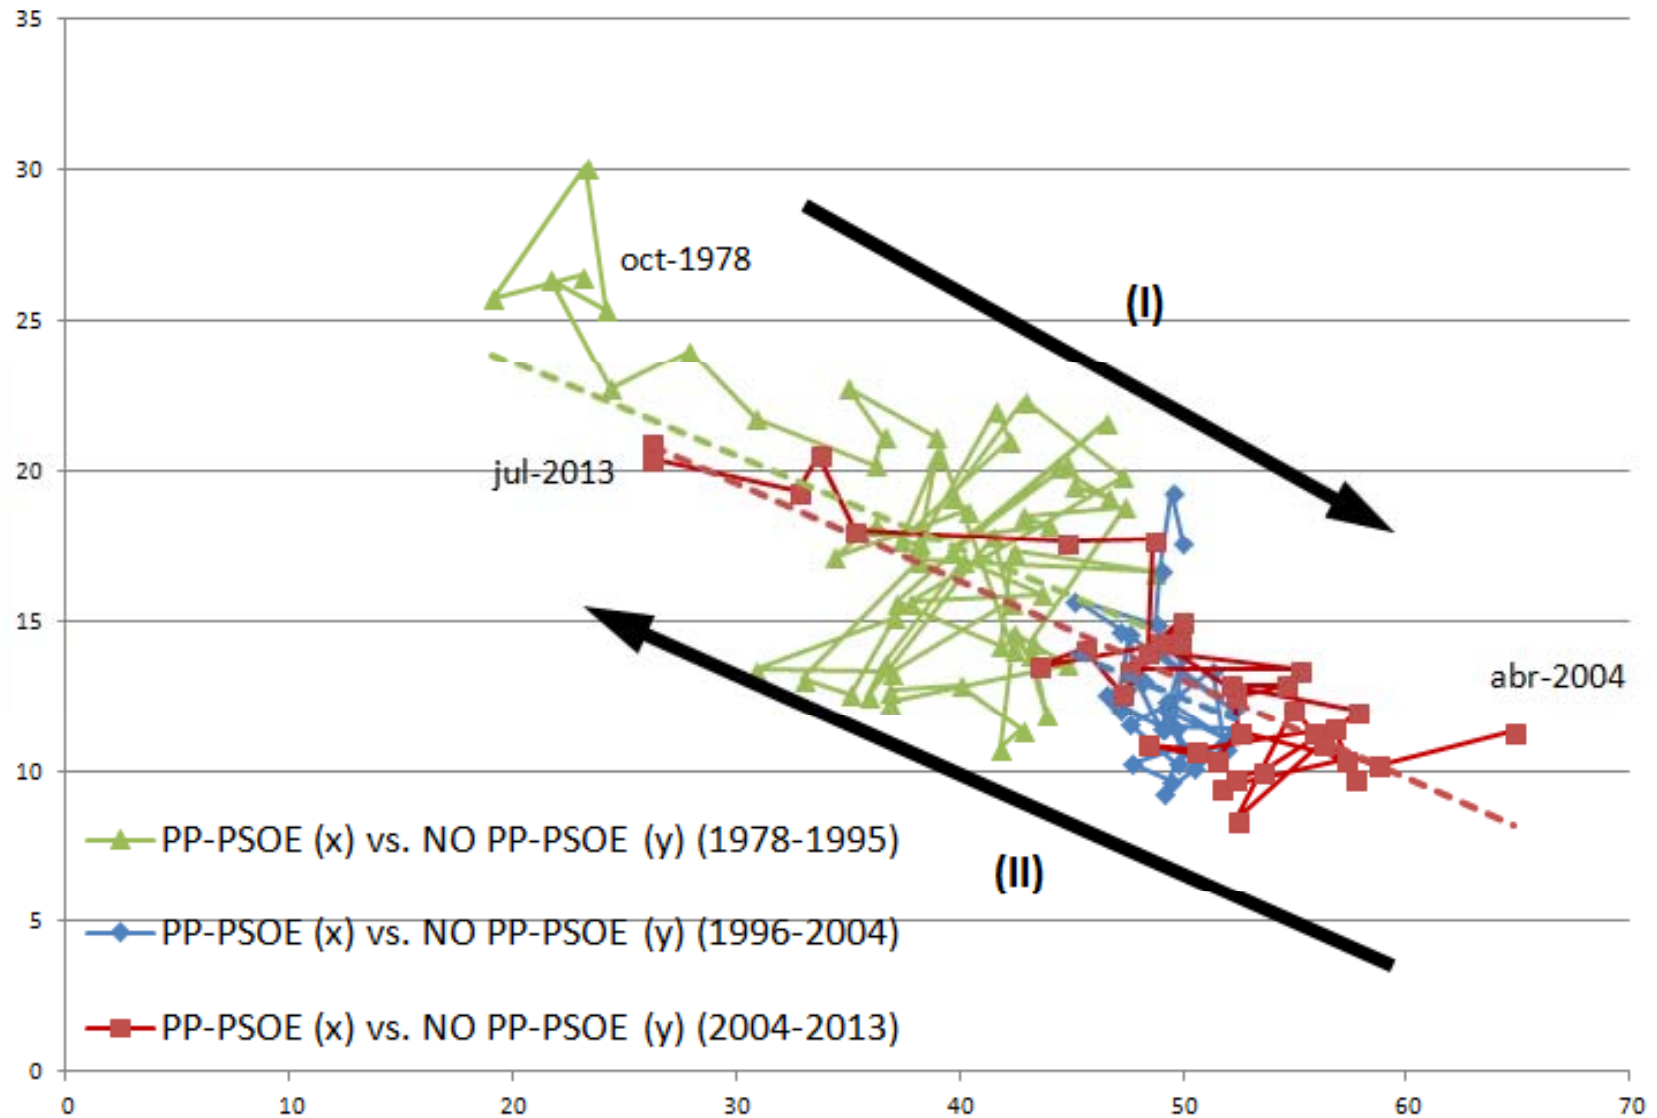 35
30
oct-1978
(I)
25
20
jul-2013
15
abr-2004
10
PP-PSOE (x) vs. NO PP-PSOE (y) (1978-1995)
(II)
5
PP-PSOE (x) vs. NO PP-PSOE (y) (1996-2004)
PP-PSOE (x) vs. NO PP-PSOE (y) (2004-2013)
0
0 10 20 30 40 50 60 70